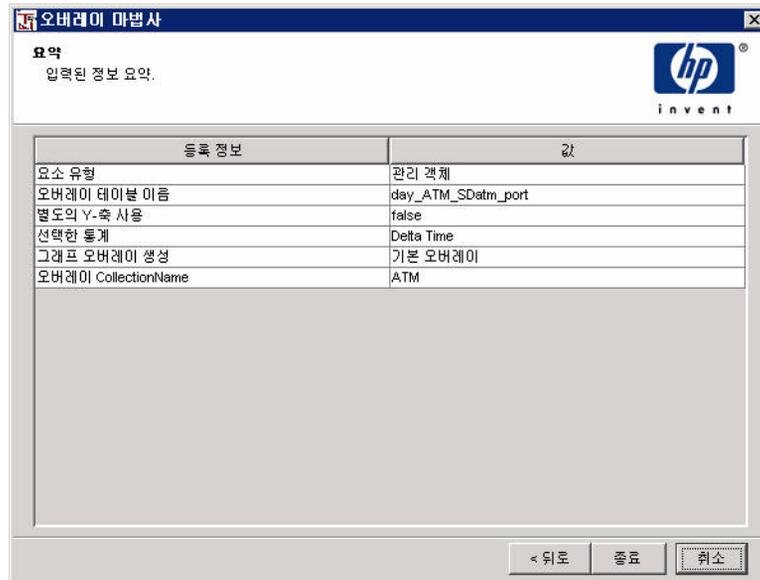 오버레이 마법사
요약
입력된 정보 요약.
hp
®
invent
등록 정보 값
요소 유형 관리 객체
오버레이 테이블 이름 day_ATM_SDatm_port
별도의 Y-축 사용 false
선택한 통계 Delta Time
그래프 오버레이 생성 기본 오버레이
오버레이 CollectionName ATM
< 뒤로 종료 취소